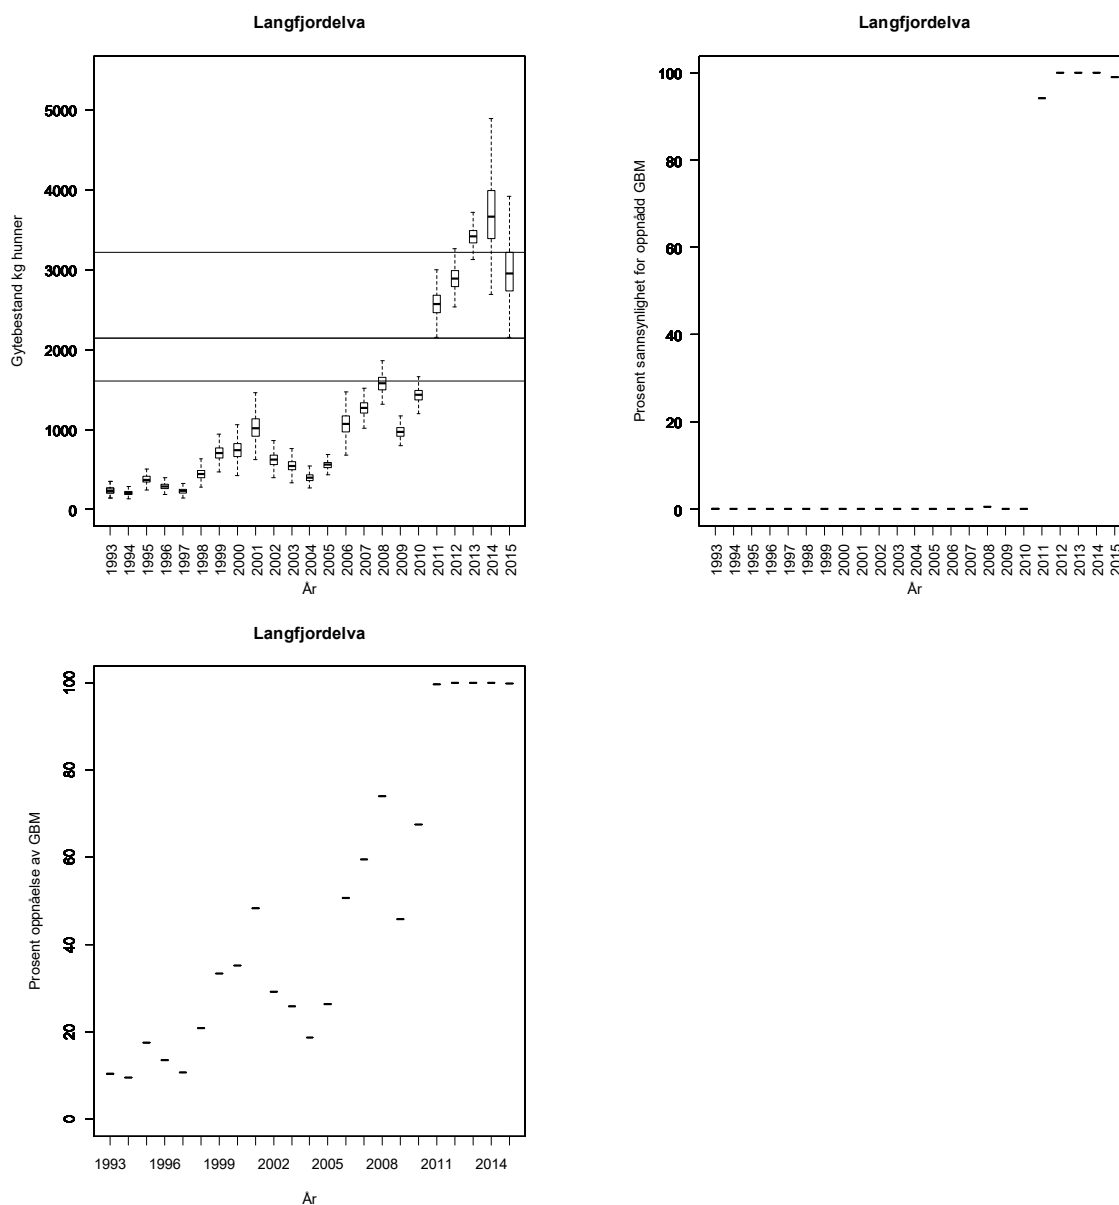 Langfjordelva
Gytebestand kg hunner
5000
4000
3000
2000
1000
0
1993 1994 1995 1996 1997 1998 1999 2000 2001 2002 2003 2004 2005 2006 2007 2008 2009 2010 2011 2012 2013 2014 2015
År
Langfjordelva
Prosent sannsynlighet for oppnådd GBM
100
80
60
40
20
0
1993 1994 1995 1996 1997 1998 1999 2000 2001 2002 2003 2004 2005 2006 2007 2008 2009 2010 2011 2012 2013 2014 2015
År
Langfjordelva
Prosent oppnåelse av GBM
100
80
60
40
20
0
1993 1996 1999 2002 2005 2008 2011 2014
År